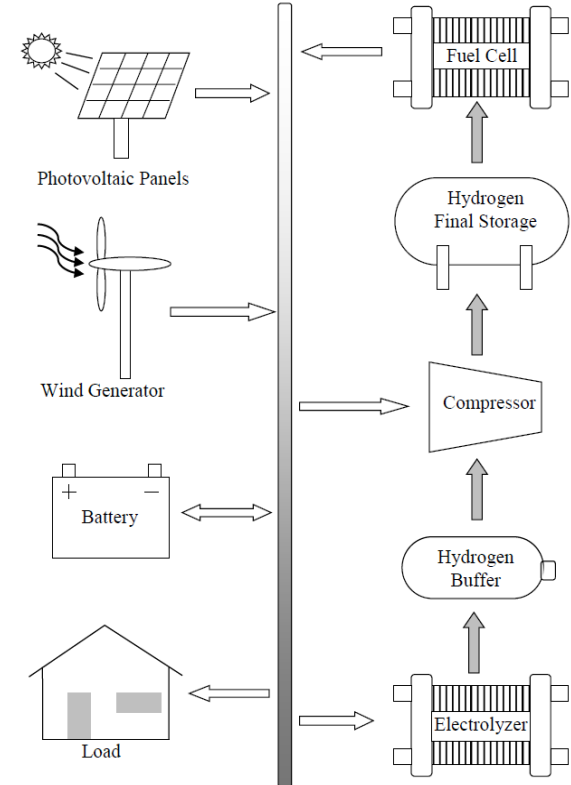 Fuel Cell
Photovoltaic Panels
Hydrogen
Final Storage
Wind Generator
Compressor
+ −
Battery
Hydrogen
Buffer
Electrolyzer
Load